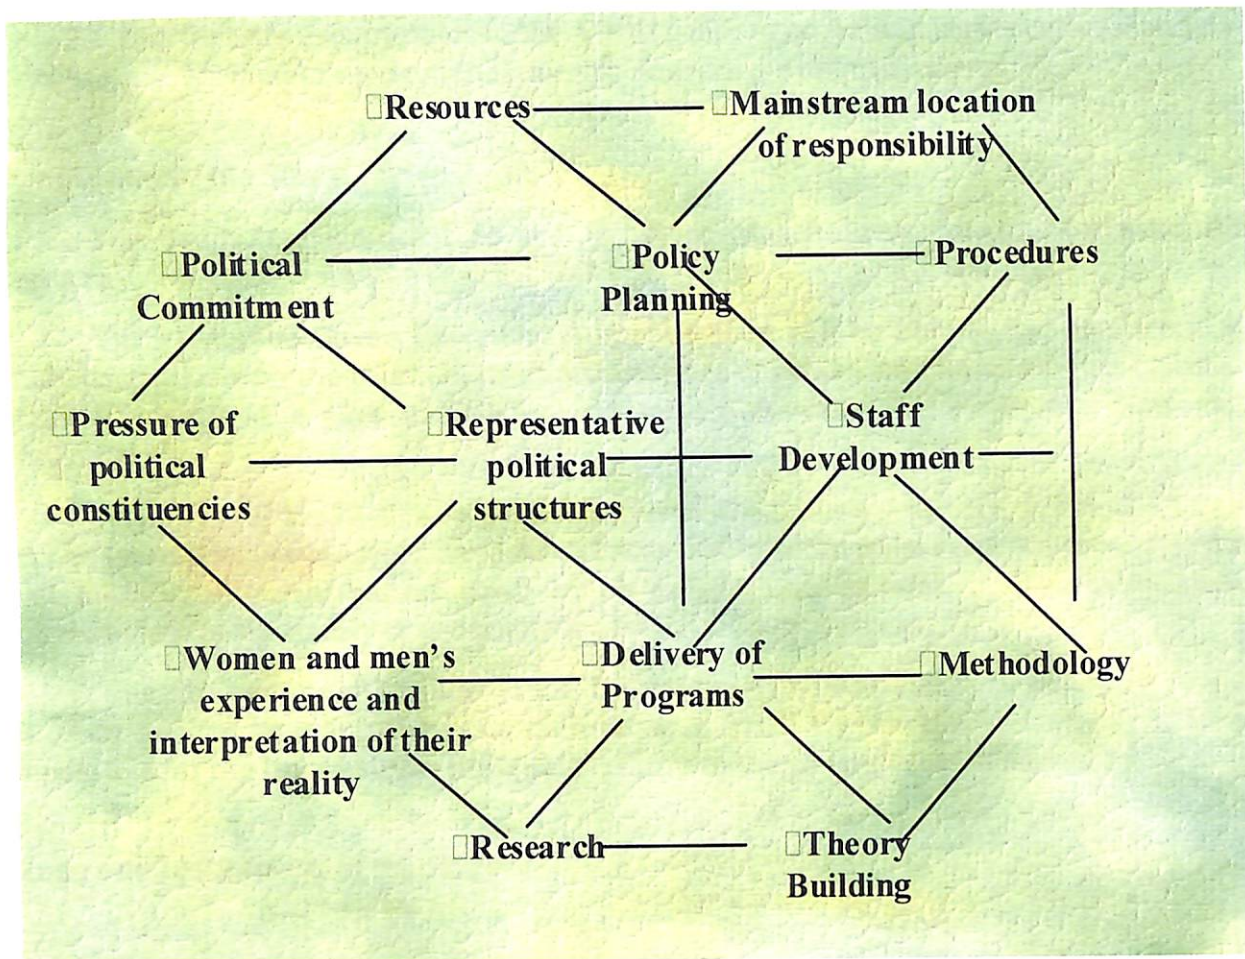 Resources
Mainstream location
of responsibility
Political
Commitment
Policy
Planning
Procedures
Pressure of
political
constituencies
Representative
political
structures
Staff
Development
Women and men's
experience and
interpretation of their
reality
Delivery of
Programs
Methodology
Research
Theory
Building